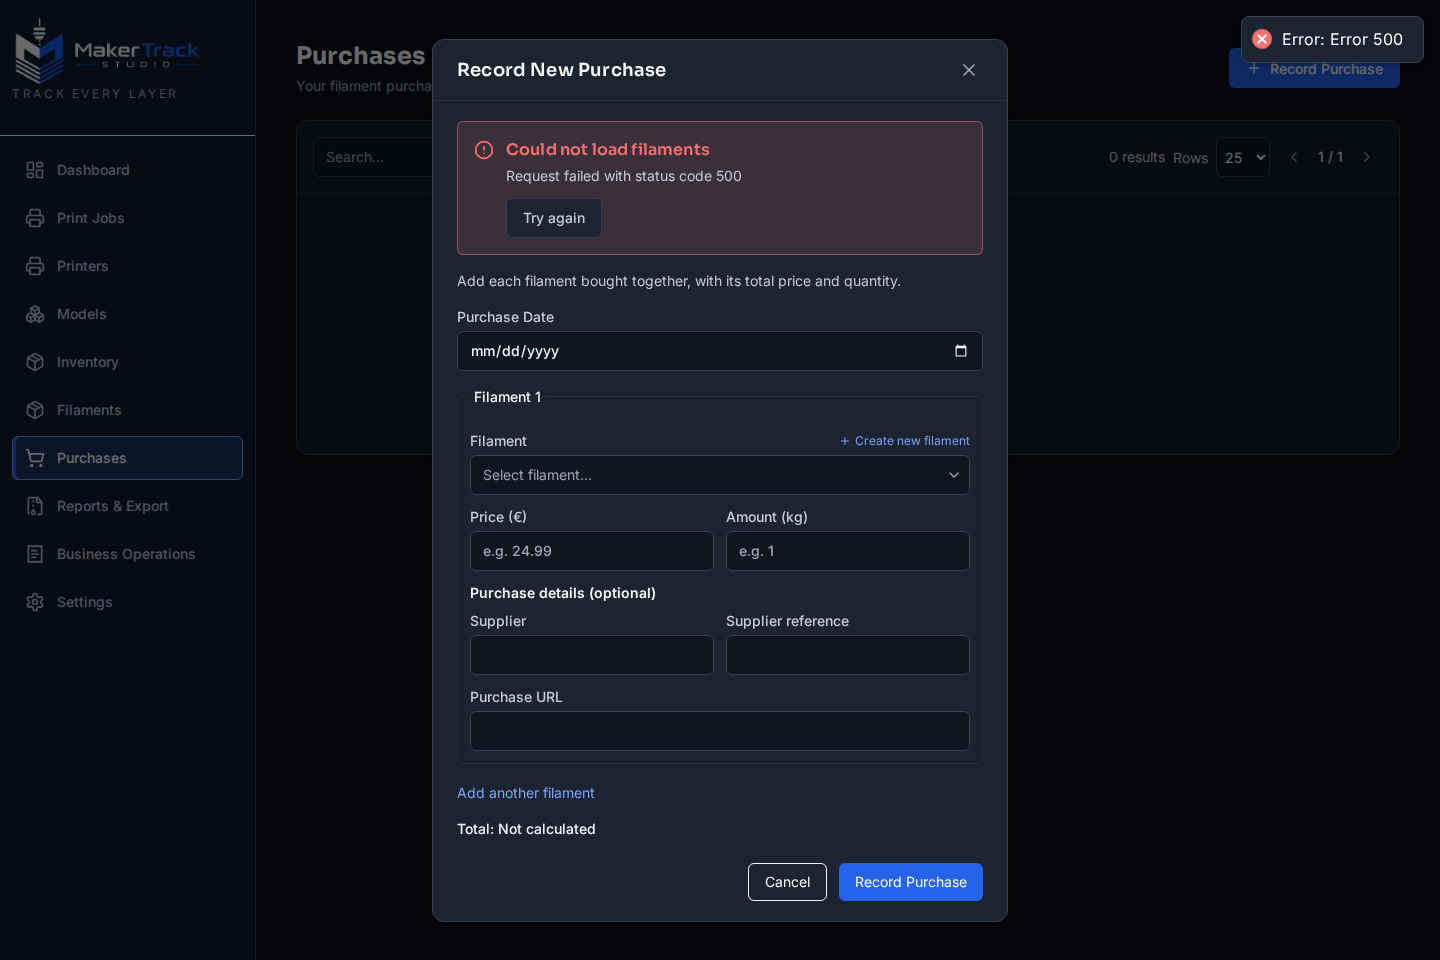 MakerTrack
STUDIO
TRACK EVERY LAYER
Dashboard
Print Jobs
Printers
Models
Inventory
Filaments
Purchases
Reports & Export
Business Operations
Settings
Purchases
Your filament purcha
Record Purchase
Error: Error 500
Search...
0 results Rows 25 1 / 1
Record New Purchase
Could not load filaments
Request failed with status code 500
Try again
Add each filament bought together, with its total price and quantity.
Purchase Date
mm/dd/yyyy
Filament 1
Filament
Create new filament
Select filament...
Price (€) Amount (kg)
e.g. 24.99 e.g. 1
Purchase details (optional)
Supplier Supplier reference
Purchase URL
Add another filament
Total: Not calculated
Cancel Record Purchase